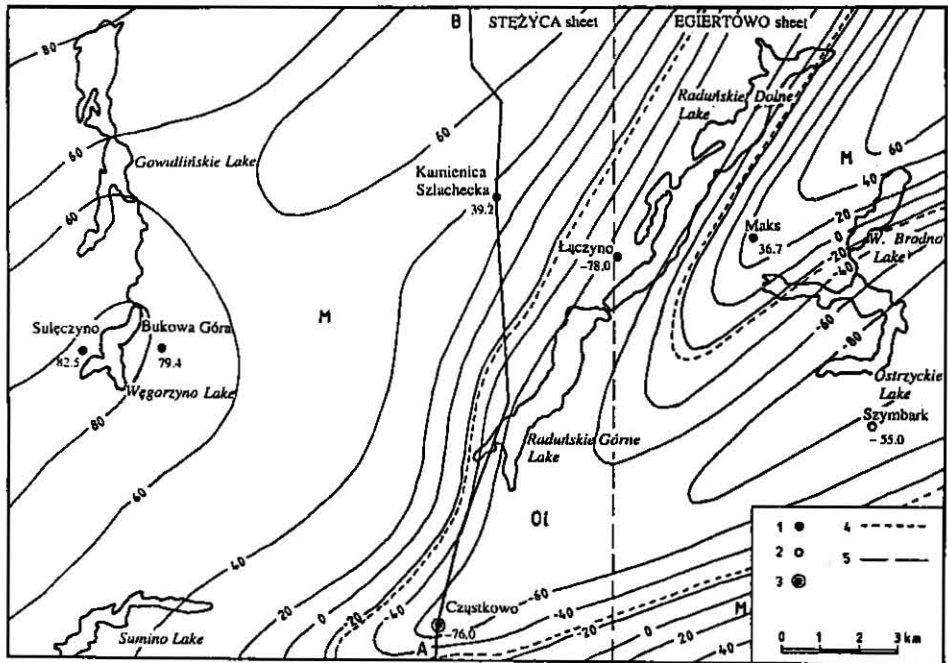 80
B
STĘŻYCA sheet
EGIERTOWO sheet
60
Raduńskie Dolne
Lake
60
Gowidlińskie Lake
60
Kamienica
Szlachecka
39.2
M
60
40
20
0
-20
-40
Maks
36.7
W. Brodno
Lake
Łączyno
-78.0
M
Sulęczyno
82.5
Bukowa Góra
79.4
Węgorzyno Lake
-60
-80
Ostrzyckie
Lake
Szymbark
-55.0
80
Raduńskie Górne
Lake
60
Ol
40
20
0
-20
-40
Sumino Lake
Cząstkowo
-76.0
A
-60
-40
-20
0
20
M
1
2
3
4
5
0 1 2 3 km